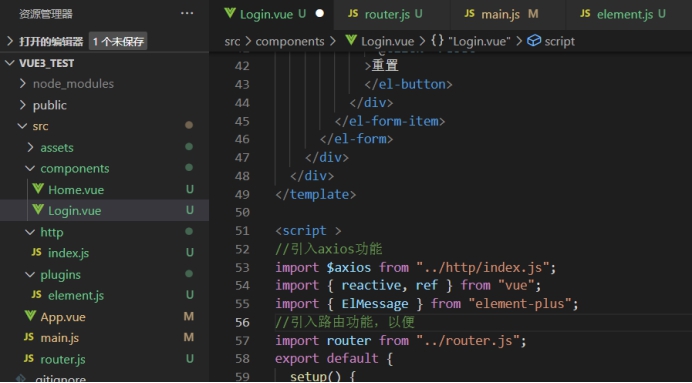 资源管理器
打开的编辑器 1 个未保存
VUE3_TEST
node_modules
public
src
assets
components
Home.vue U
Login.vue U
http
JS index.js U
plugins
JS element.js U
App.vue M
JS main.js M
JS router.js U
.gitignore
Login.vue U
JS router.js U
JS main.js M
JS element.js U
src > components > Login.vue > {} "Login.vue" > script
42 >重置
43 </el-button>
44 </div>
45 </el-form-item>
46 </el-form>
47 </div>
48 </div>
49 </template>
50
51 <script >
52 //引入axios功能
53 import $axios from "../http/index.js";
54 import { reactive, ref } from "vue";
55 import { ElMessage } from "element-plus";
56 //引入路由功能，以便
57 import router from "../router.js";
58 export default {
59 setup() {